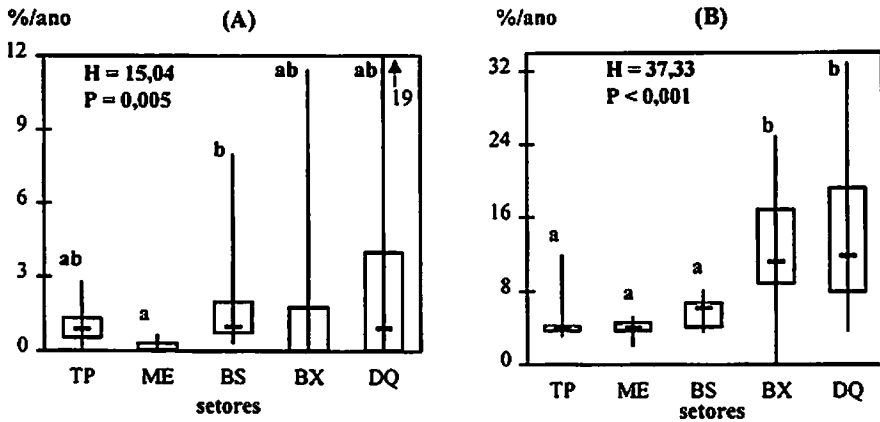 %/ano (A)
12
9
6
3
0
H = 15,04
P = 0,005
ab
a
b
ab
ab
19
TP ME BS BX DQ
setores
%/ano (B)
32
24
16
8
0
H = 37,33
P < 0,001
a
a
a
b
b
TP ME BS BX DQ
setores